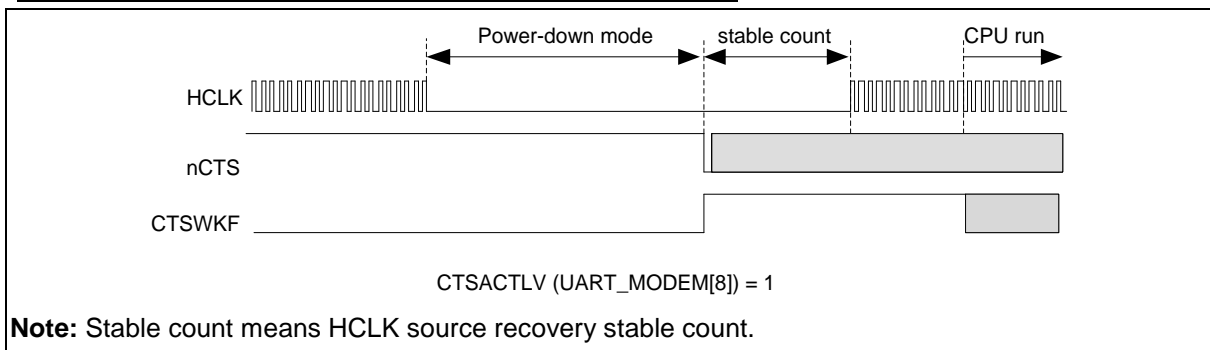 Power-down mode stable count CPU run
HCLK
nCTS
CTSWKF
CTSACTLV (UART_MODEM[8]) = 1
Note: Stable count means HCLK source recovery stable count.